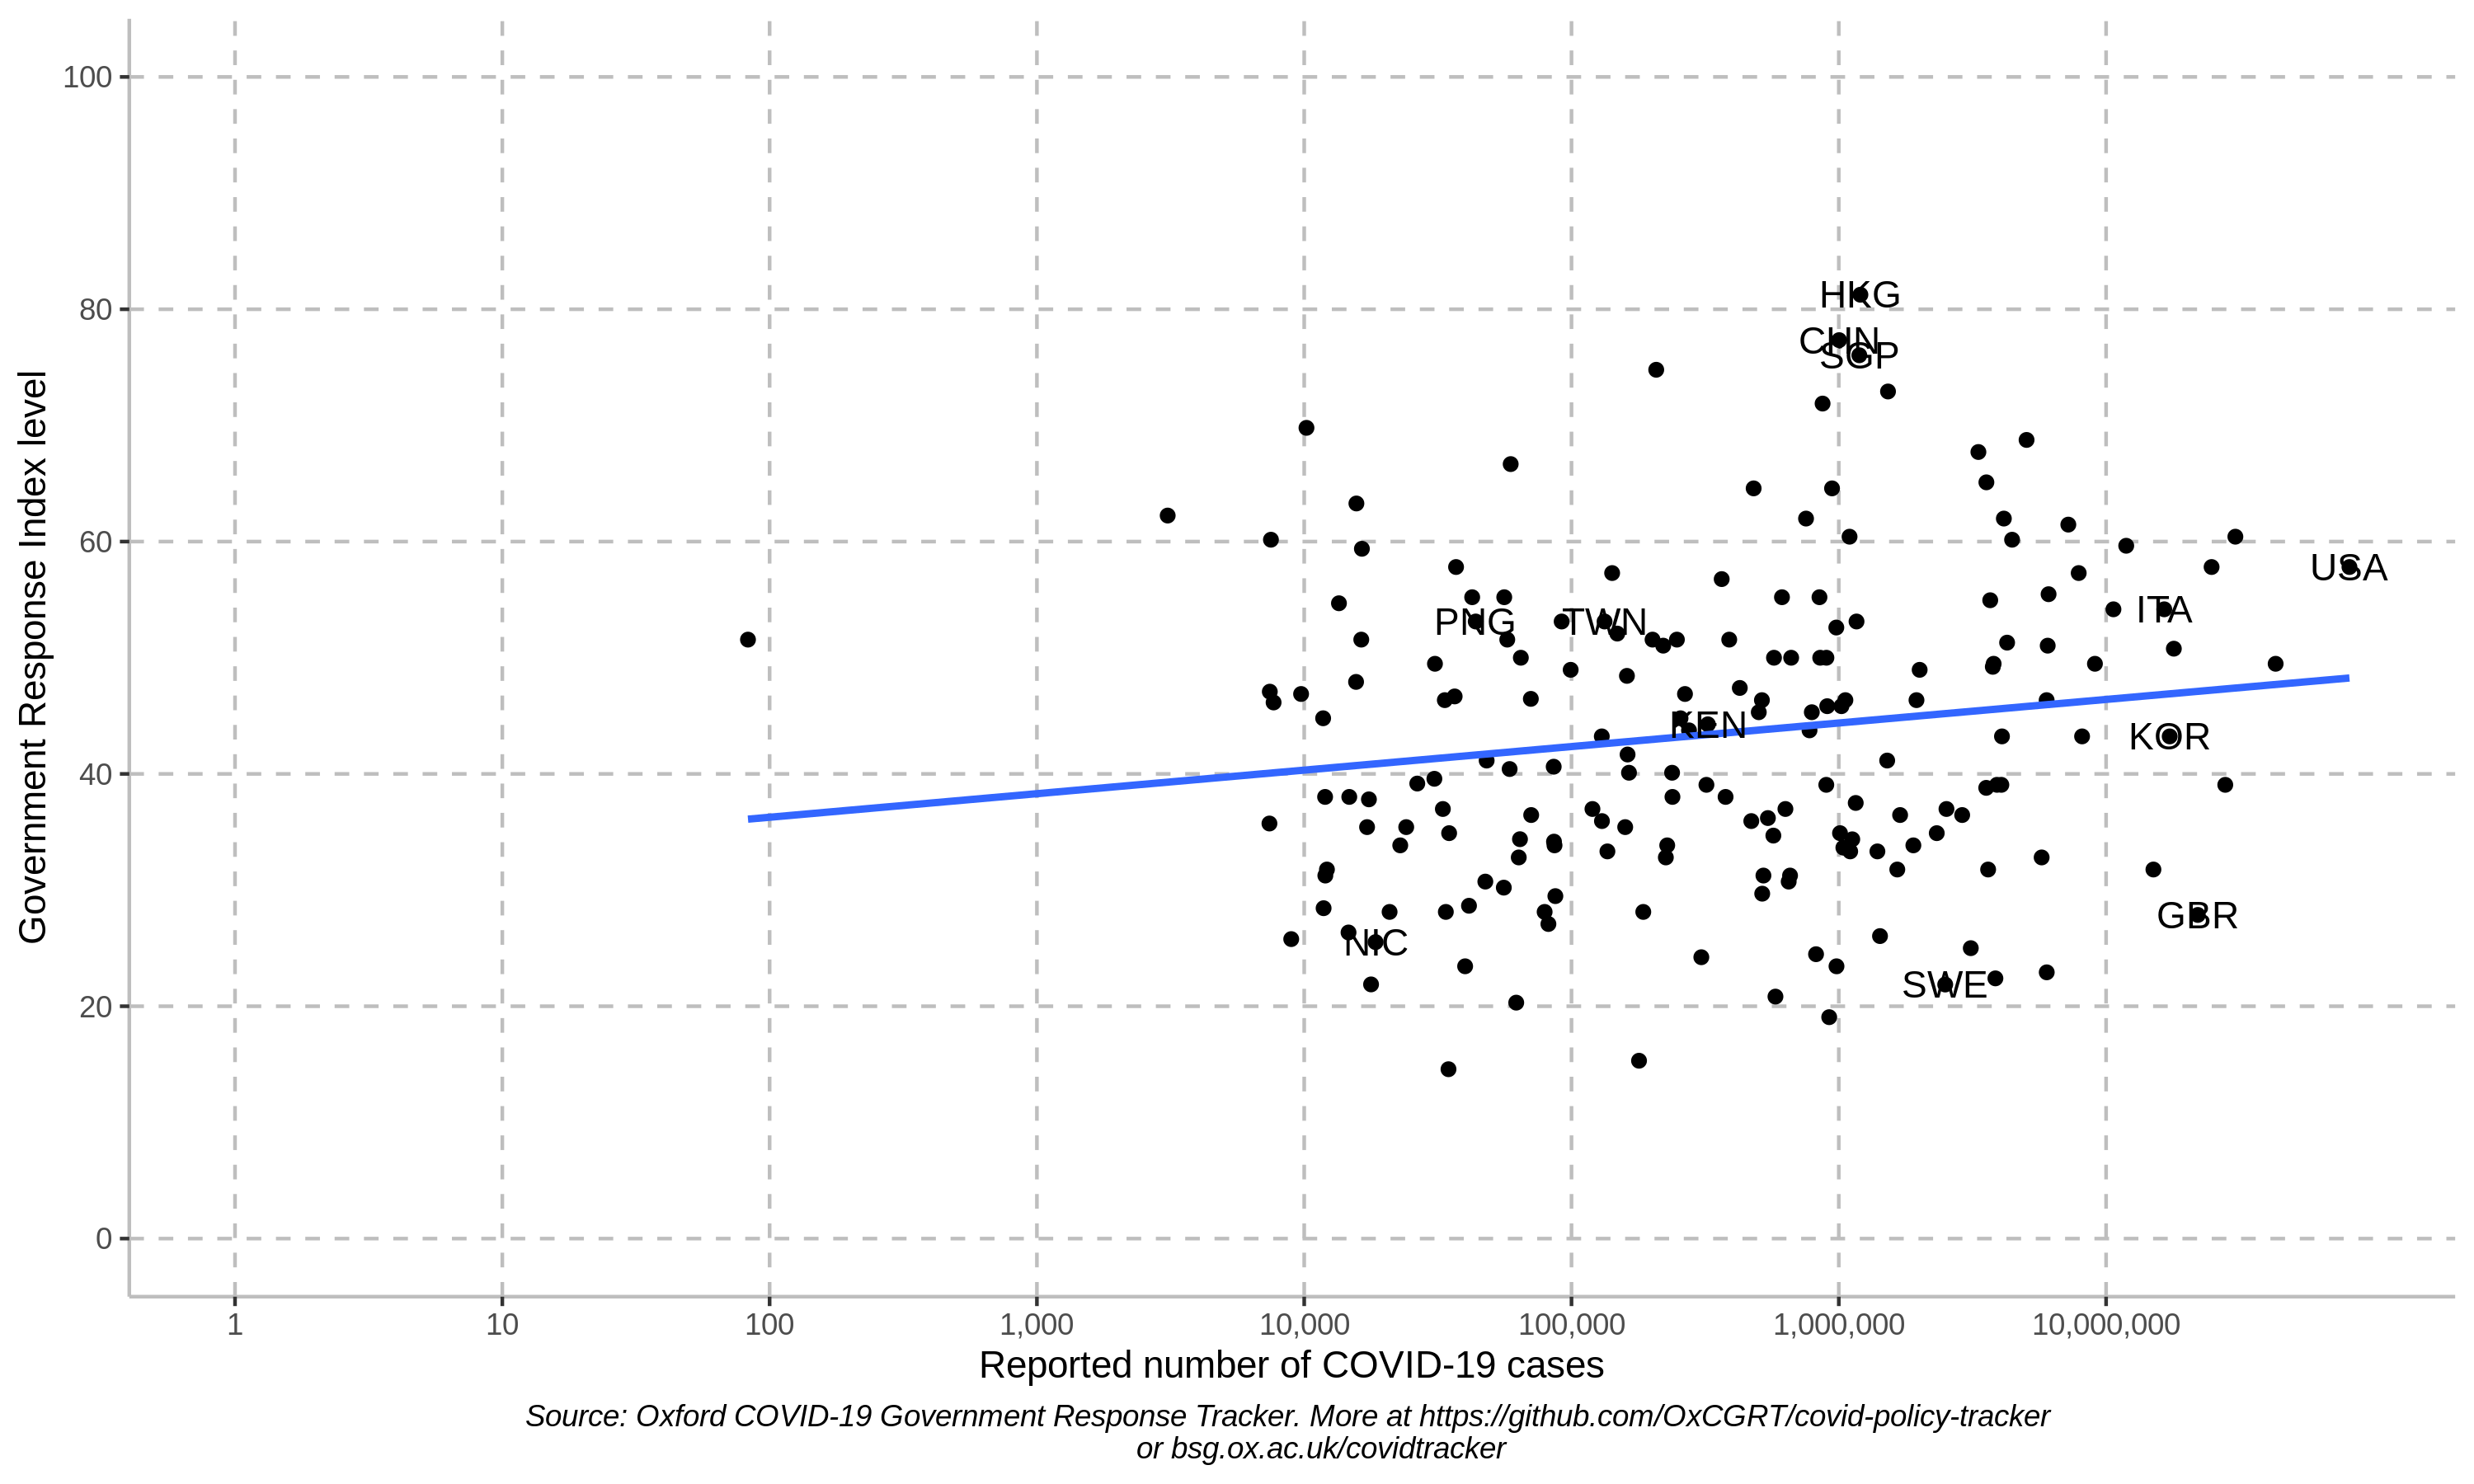 Government Response Index level
100
80
60
40
20
0
HKG
CHN
SGP
USA
ITA
PNG
TWN
KEN
KOR
GBR
NIC
SWE
1
10
100
1,000
10,000
100,000
1,000,000
10,000,000
Reported number of COVID-19 cases
Source: Oxford COVID-19 Government Response Tracker. More at https://github.com/OxCGRT/covid-policy-tracker
or bsg.ox.ac.uk/covidtracker